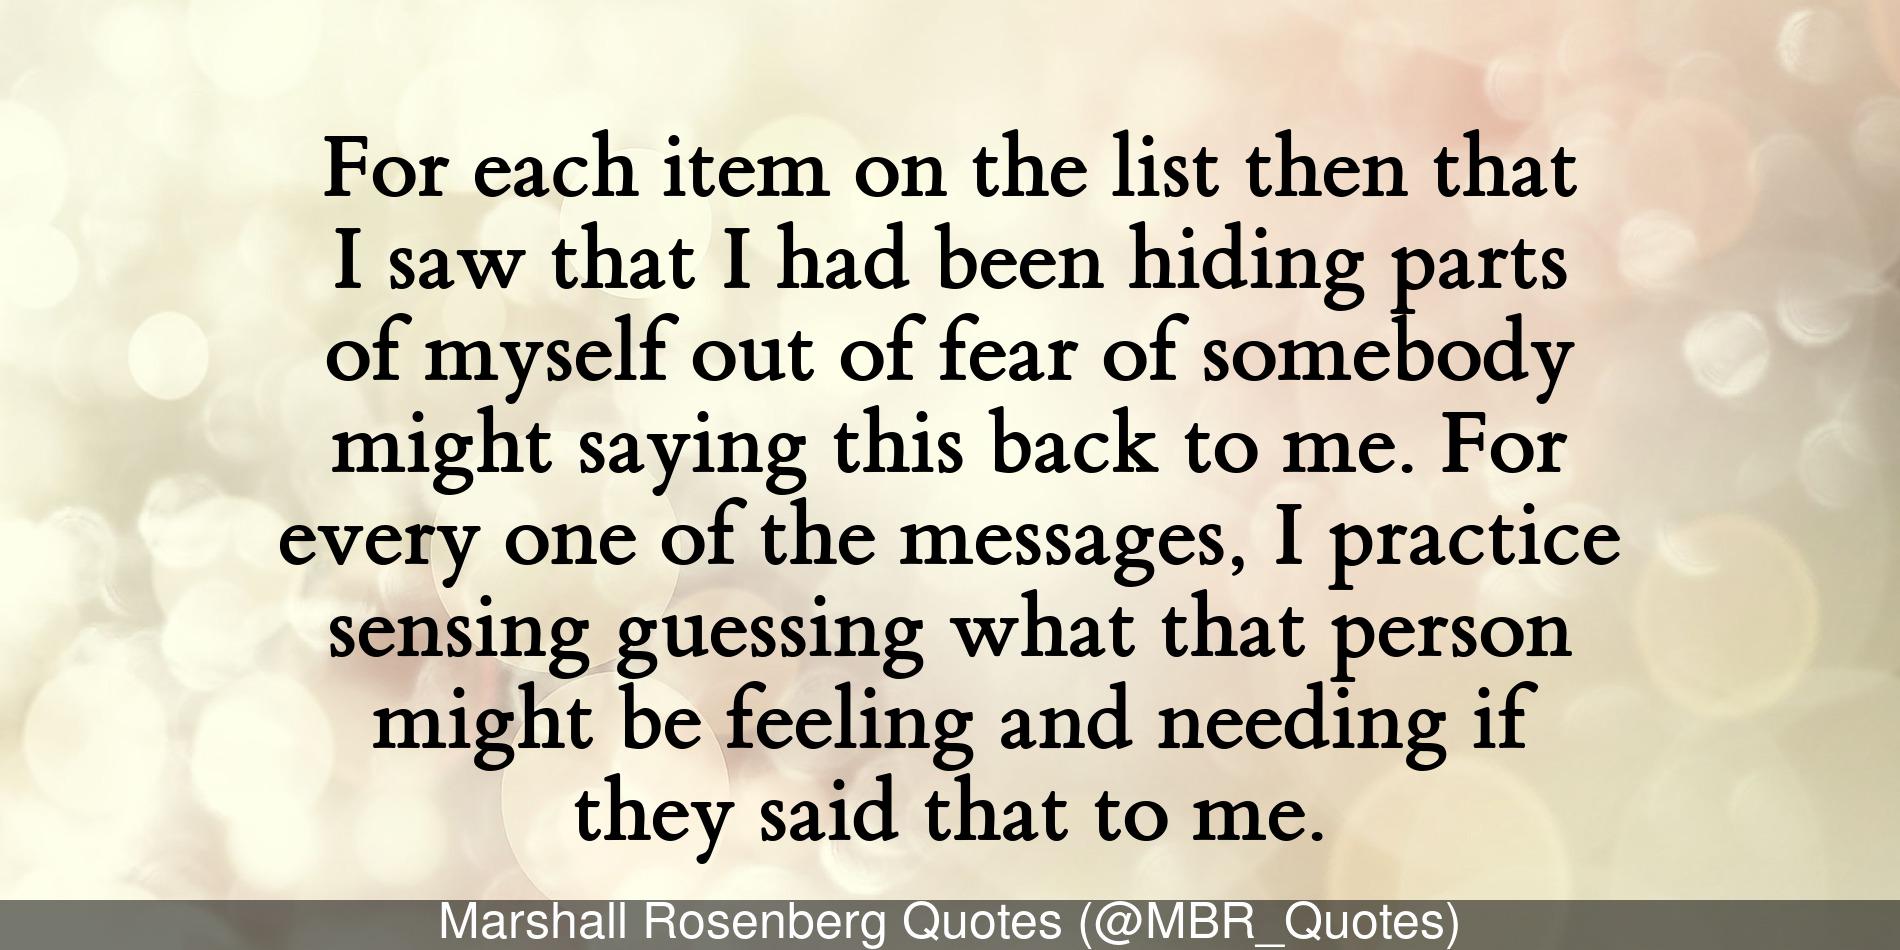 For each item on the list then that
I saw that I had been hiding parts
of myself out of fear of somebody
might saying this back to me. For
every one of the messages, I practice
sensing guessing what that person
might be feeling and needing if
they said that to me.
Marshall Rosenberg Quotes (@MBR_Quotes)